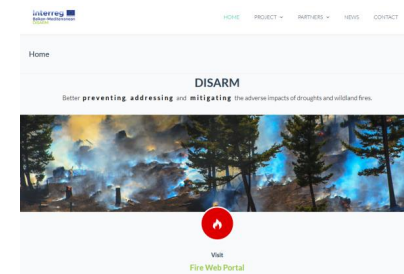 Interreg
Balkan-Mediterranean
DISARM
HOME PROJECT PARTNERS NEWS CONTACT
Home
DISARM
Better preventing, addressing and mitigating the adverse impacts of droughts and wildland fires.
Visit
Fire Web Portal